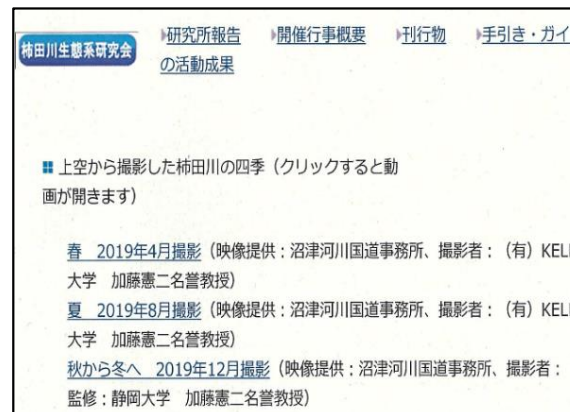 柿田川生態系研究会
研究所報告
の活動成果
開催行事概要
刊行物
手引き・ガイ
上空から撮影した柿田川の四季（クリックすると動
画が開きます）
春 2019年4月撮影（映像提供：沼津河川国道事務所、撮影者：（有）KEL
大学 加藤憲二名誉教授）
夏 2019年8月撮影（映像提供：沼津河川国道事務所、撮影者：（有）KEL
大学 加藤憲二名誉教授）
秋から冬へ 2019年12月撮影（映像提供：沼津河川国道事務所、撮影者：
監修：静岡大学 加藤憲二名誉教授）